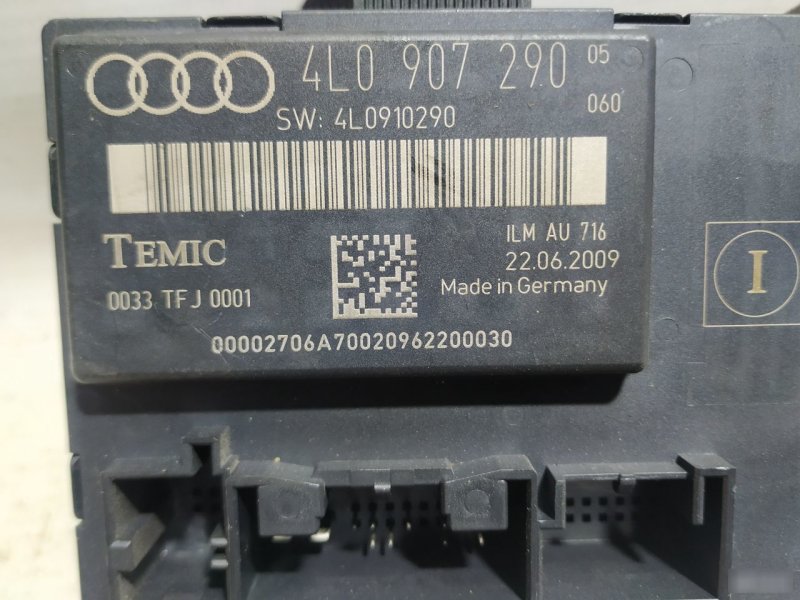 4L0 907 290 05
SW: 4L0910290 060
TEMIC
ILM AU 716
22.06.2009
0033 TFJ 0001
Made in Germany
00002706A70020962200030
I